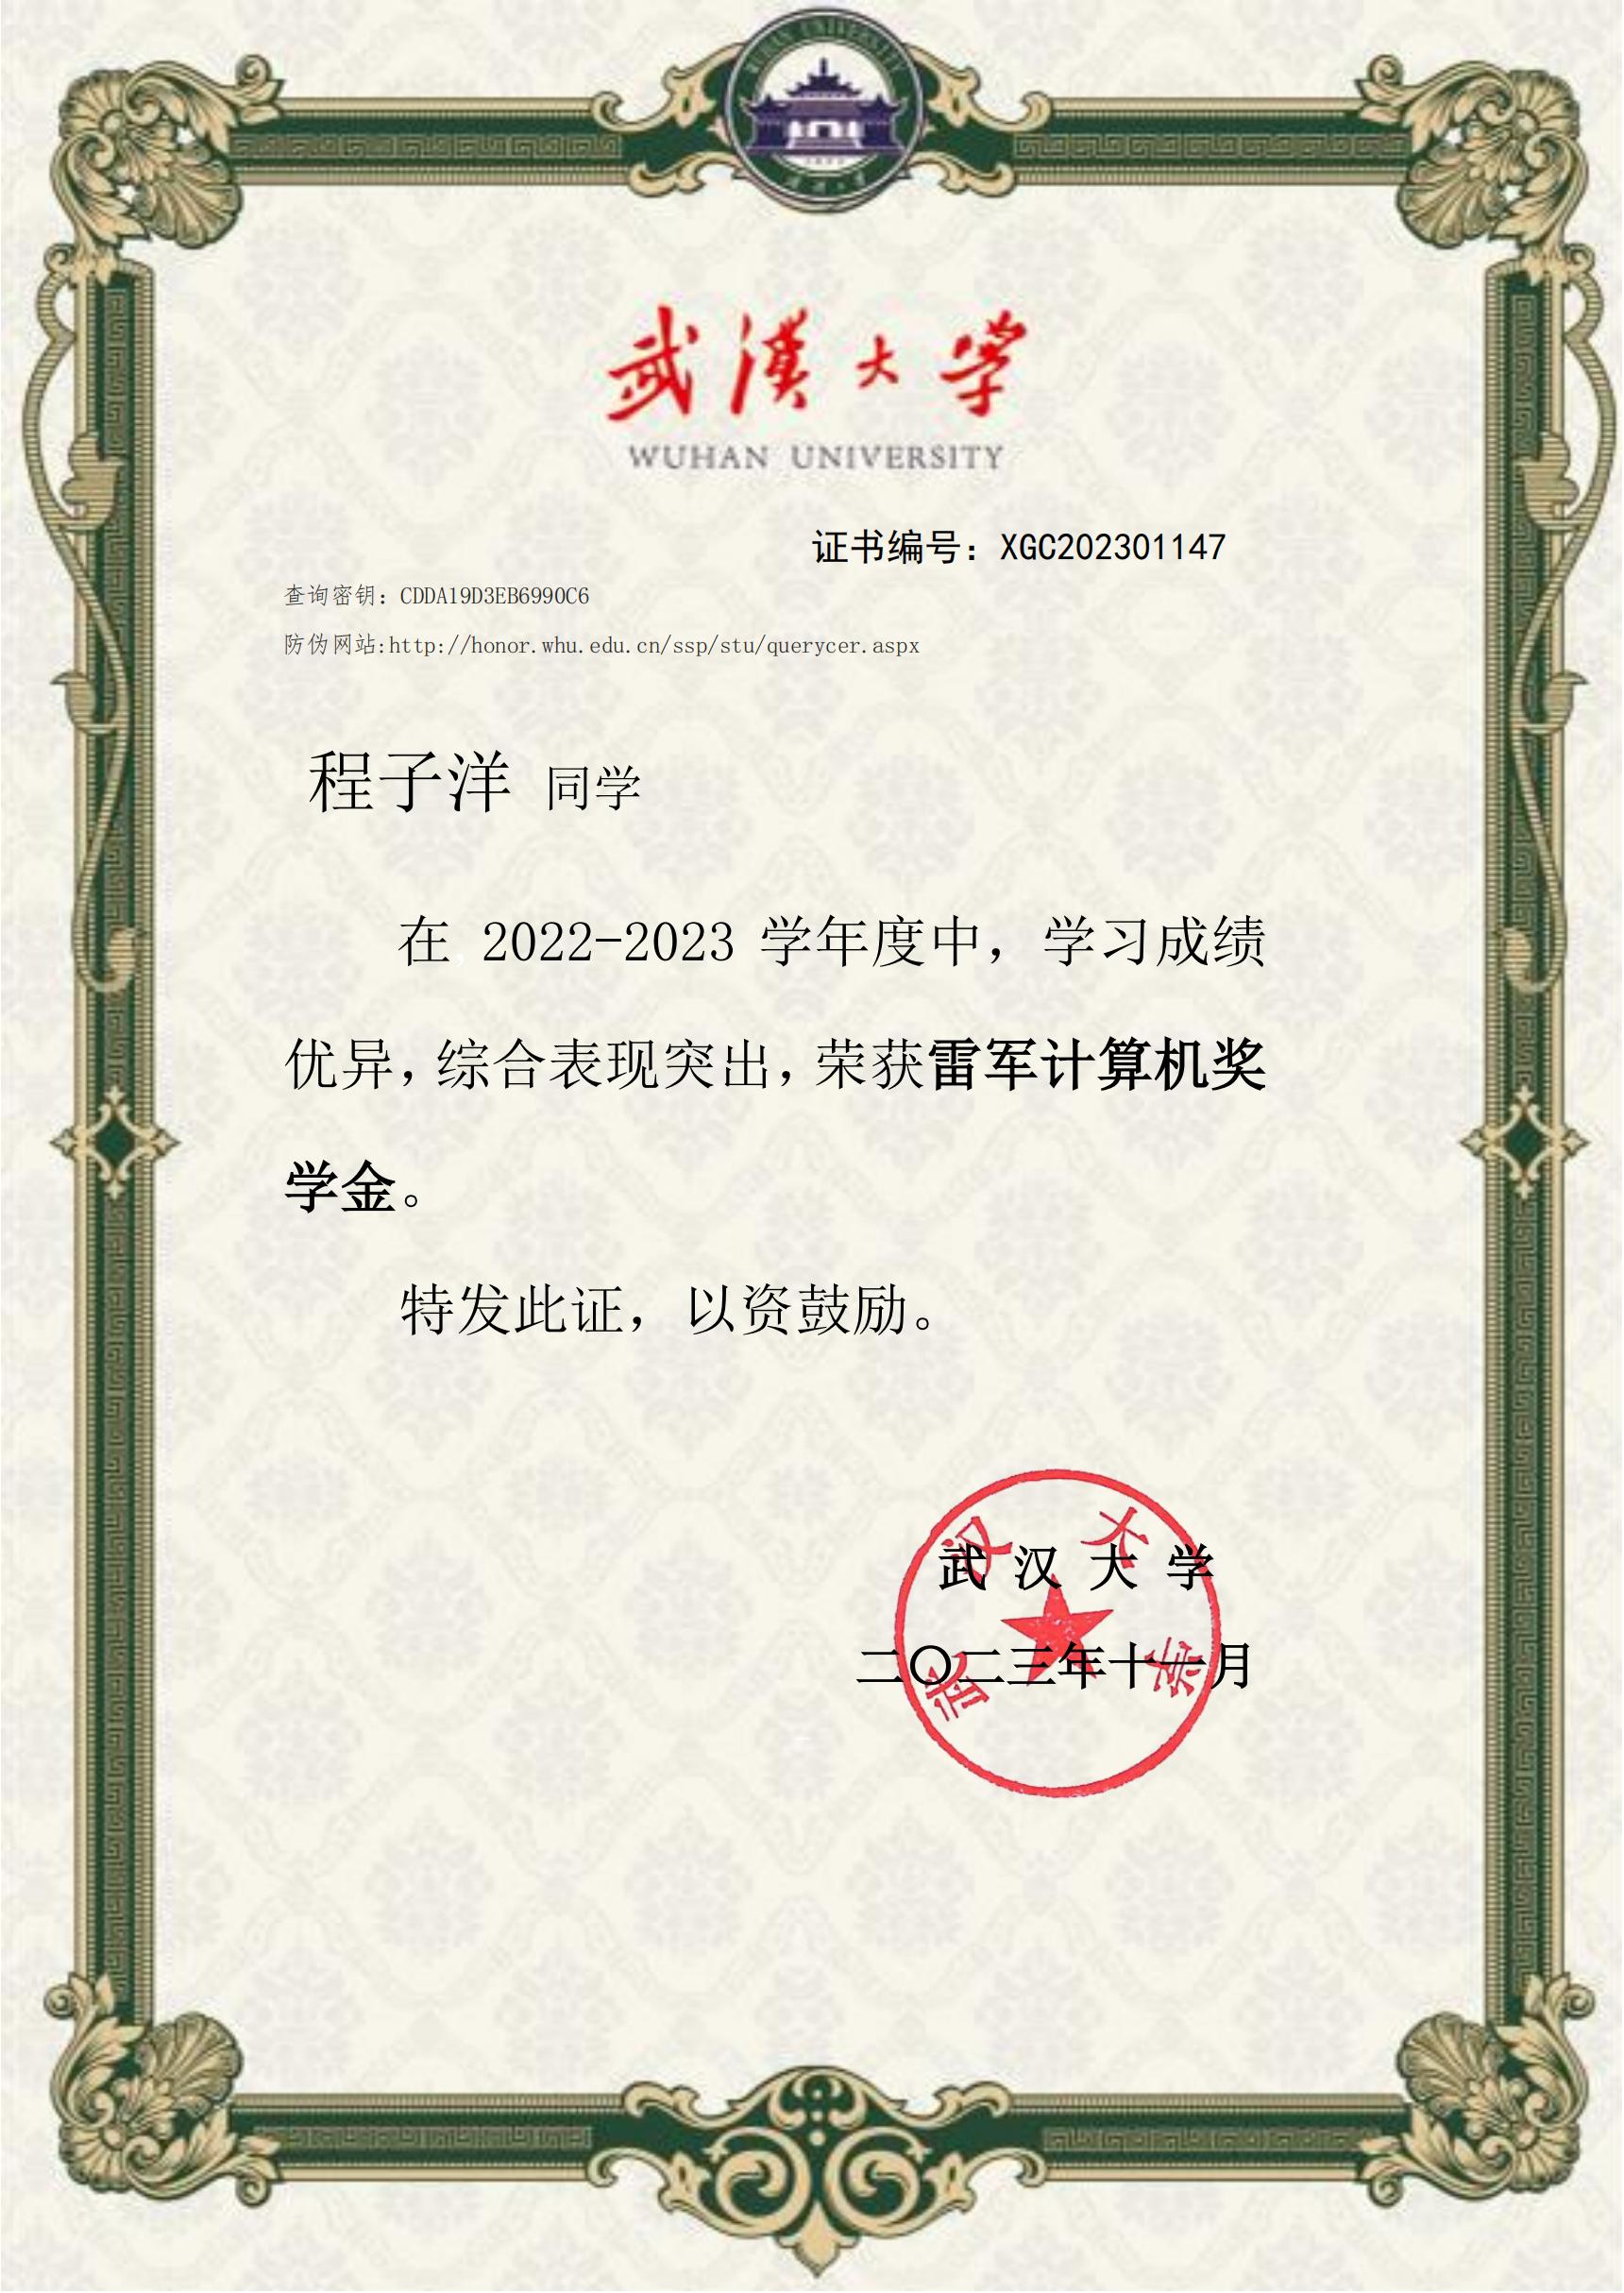 WUHAN UNIVERSITY
武漢大学
WUHAN UNIVERSITY
证书编号：XGC202301147
查询密钥：CDDA19D3EB6990C6
防伪网站:http://honor.whu.edu.cn/ssp/stu/querycer.aspx
程子洋 同学
在 2022-2023 学年度中，学习成绩
优异，综合表现突出，荣获雷军计算机奖
学金。
特发此证，以资鼓励。
武汉大学
武汉大学
二〇二三年十一月